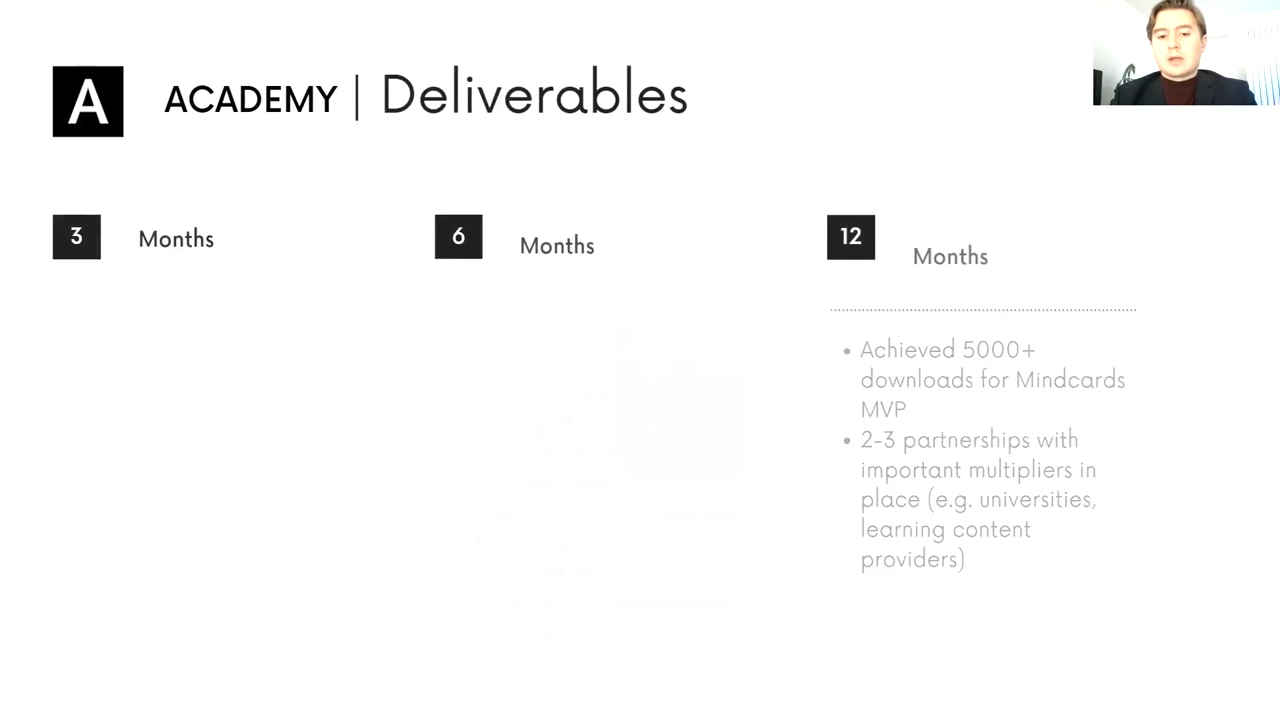 A ACADEMY | Deliverables
3 Months
6 Months
12 Months
• Achieved 5000+
downloads for Mindcards
MVP
• 2-3 partnerships with
important multipliers in
place (e.g. universities,
learning content
providers)